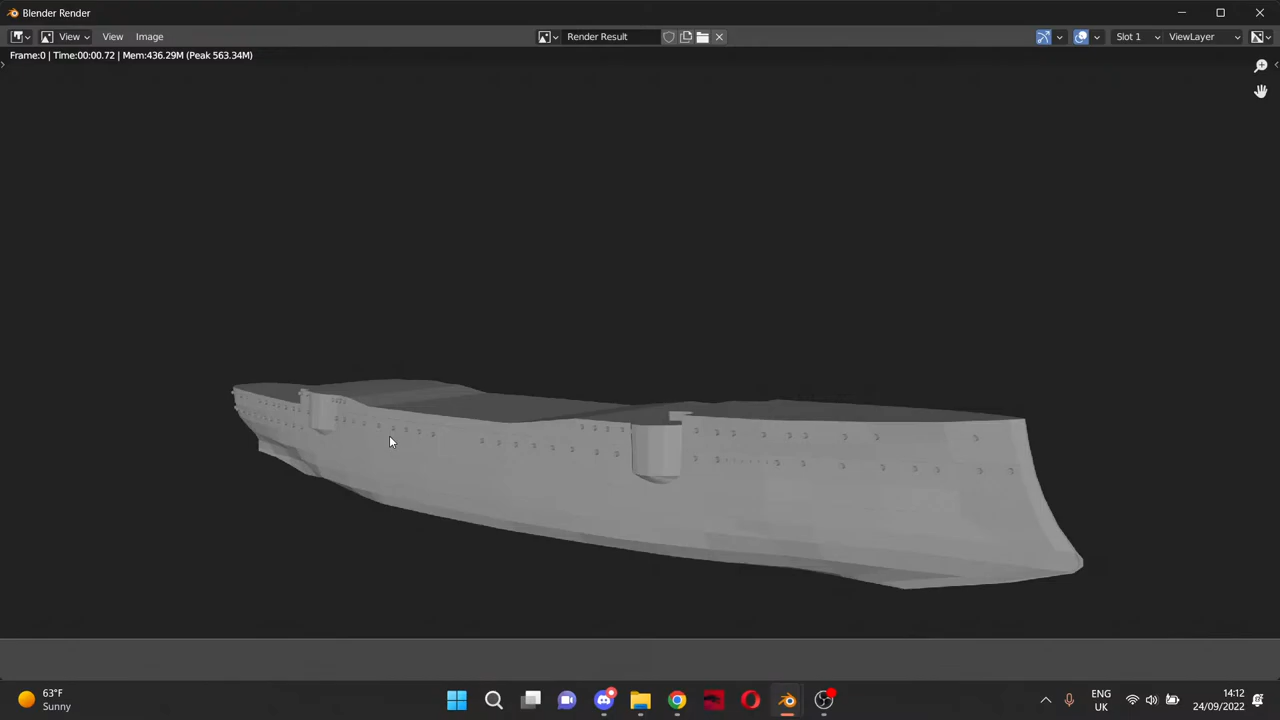 Blender Render
View
View
Image
Render Result
Slot 1
ViewLayer
Frame:0 | Time:00:00.72 | Mem:436.29M (Peak 563.34M)
63°F
Sunny
ENG
UK
14:12
24/09/2022